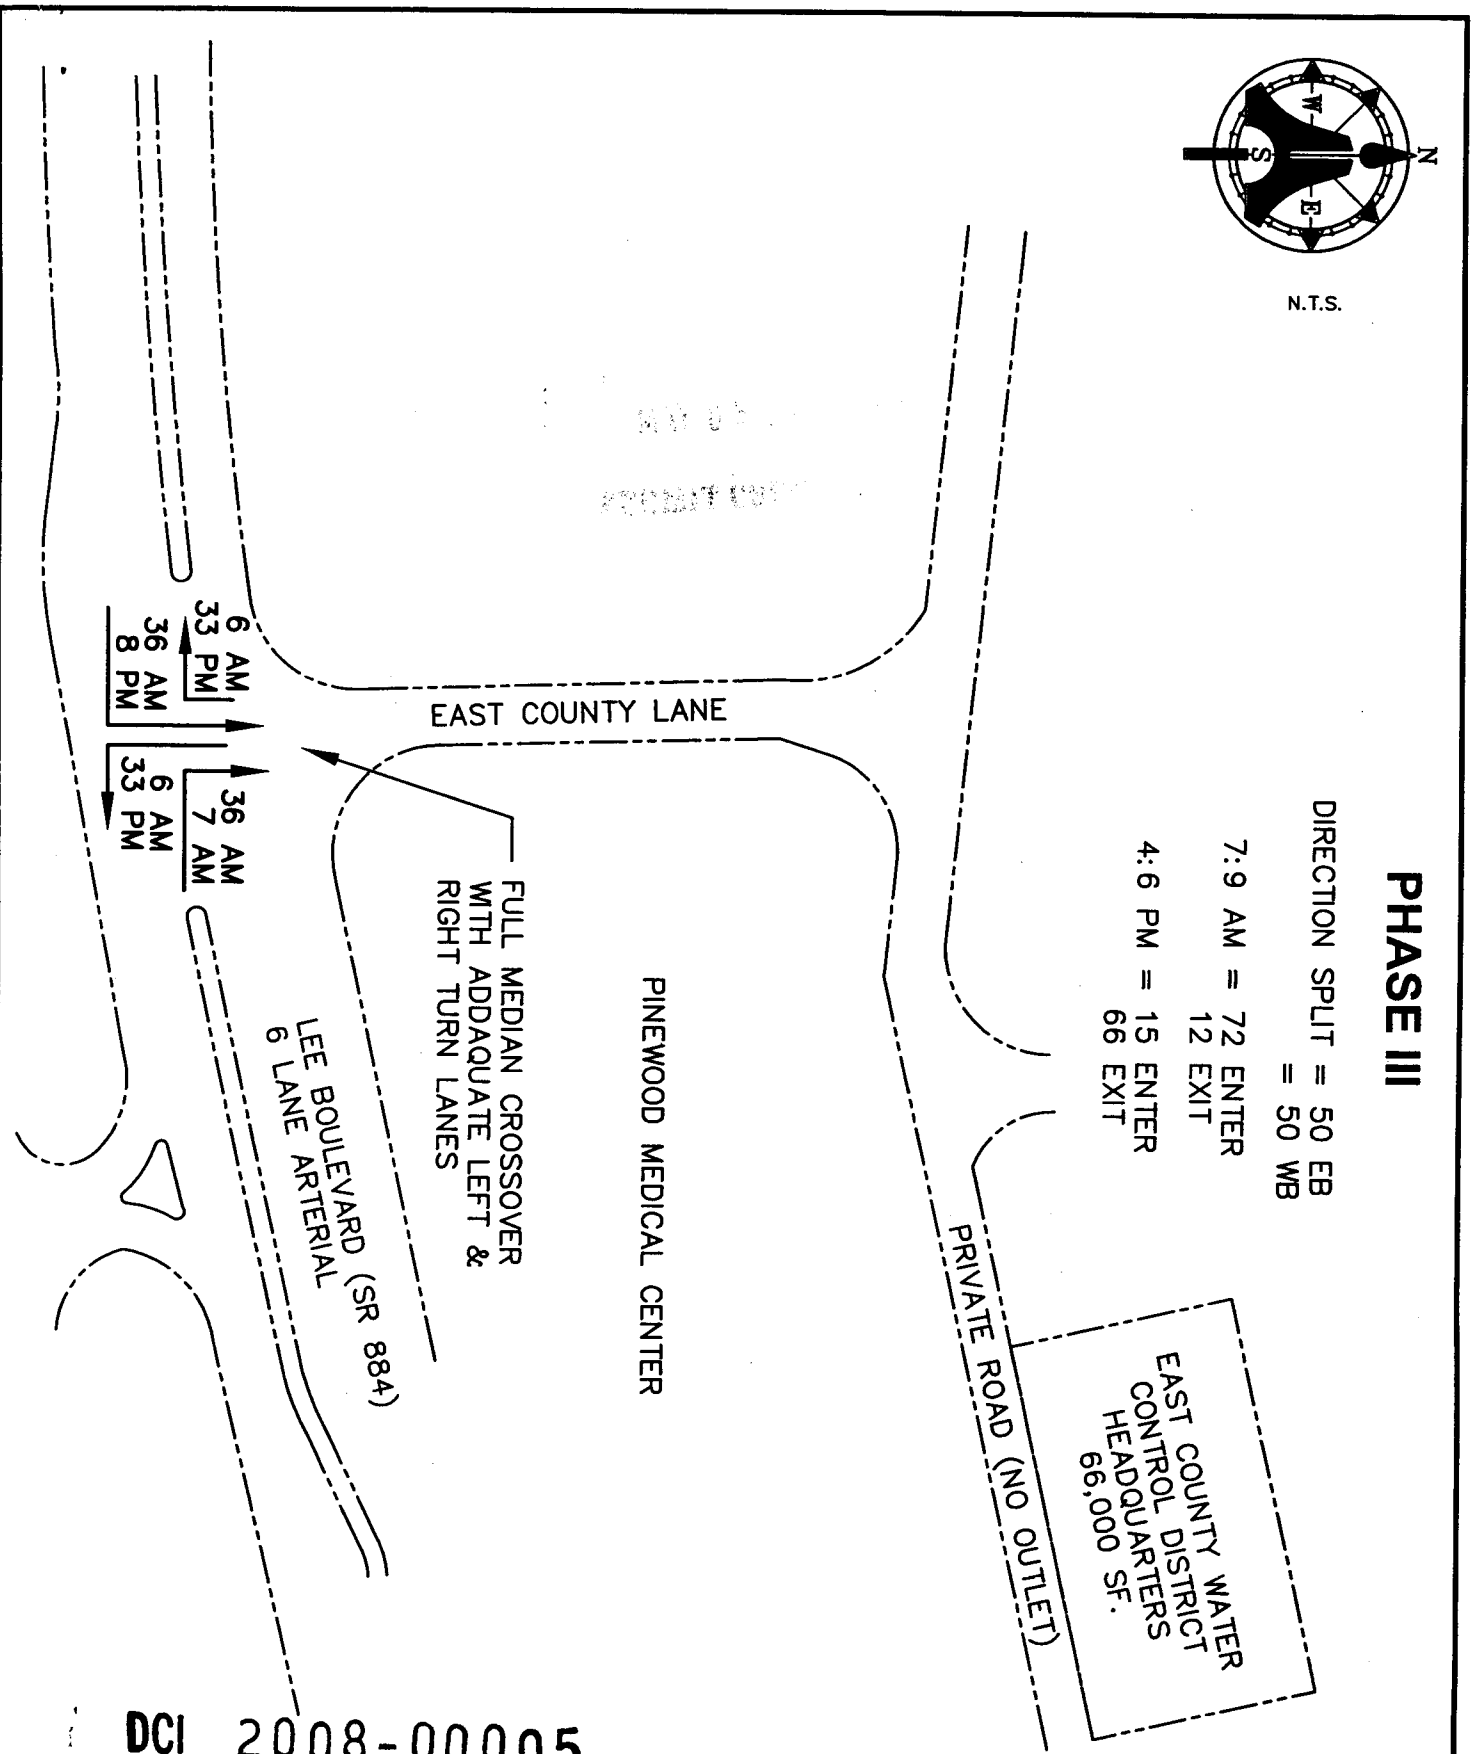 PHASE III
N
W
E
S
N.T.S.
DIRECTION SPLIT = 50 EB
= 50 WB
7:9 AM = 72 ENTER
12 EXIT
4:6 PM = 15 ENTER
66 EXIT
EAST COUNTY WATER
CONTROL DISTRICT
HEADQUARTERS
66,000 SF.
PRIVATE ROAD (NO OUTLET)
EAST COUNTY LANE
PINEWOOD MEDICAL CENTER
FULL MEDIAN CROSSOVER
WITH ADDAQUATE LEFT &
RIGHT TURN LANES
LEE BOULEVARD (SR 884)
6 LANE ARTERIAL
6 AM
33 PM
36 AM
8 PM
36 AM
7 AM
6 AM
33 PM
DCI 2008-00005